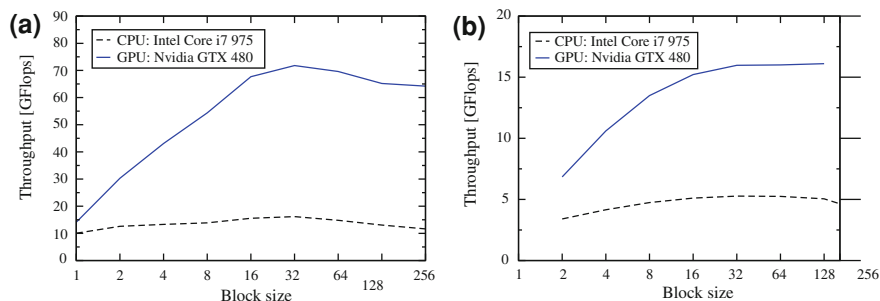 (a)
90
80
70
60
50
40
30
20
10
0
Throughput [GFlops]
CPU: Intel Core i7 975
GPU: Nvidia GTX 480
1 2 4 8 16 32 64 128 256
Block size
(b)
20
15
10
5
0
Throughput [GFlops]
CPU: Intel Core i7 975
GPU: Nvidia GTX 480
1 2 4 8 16 32 64 128 256
Block size